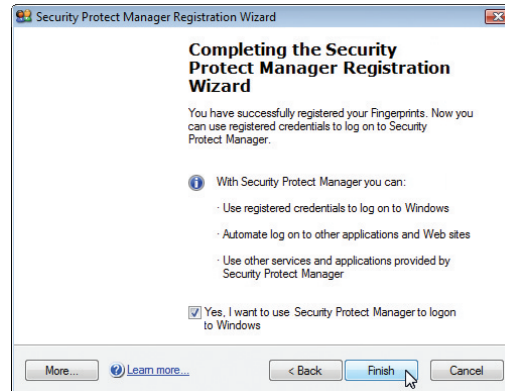 Security Protect Manager Registration Wizard
Completing the Security
Protect Manager Registration
Wizard
You have successfully registered your Fingerprints. Now you
can use registered credentials to log on to Security
Protect Manager.
With Security Protect Manager you can:
· Use registered credentials to log on to Windows
· Automate log on to other applications and Web sites
· Use other services and applications provided by
Security Protect Manager
Yes, I want to use Security Protect Manager to logon
to Windows
More... Learn more... < Back Finish Cancel